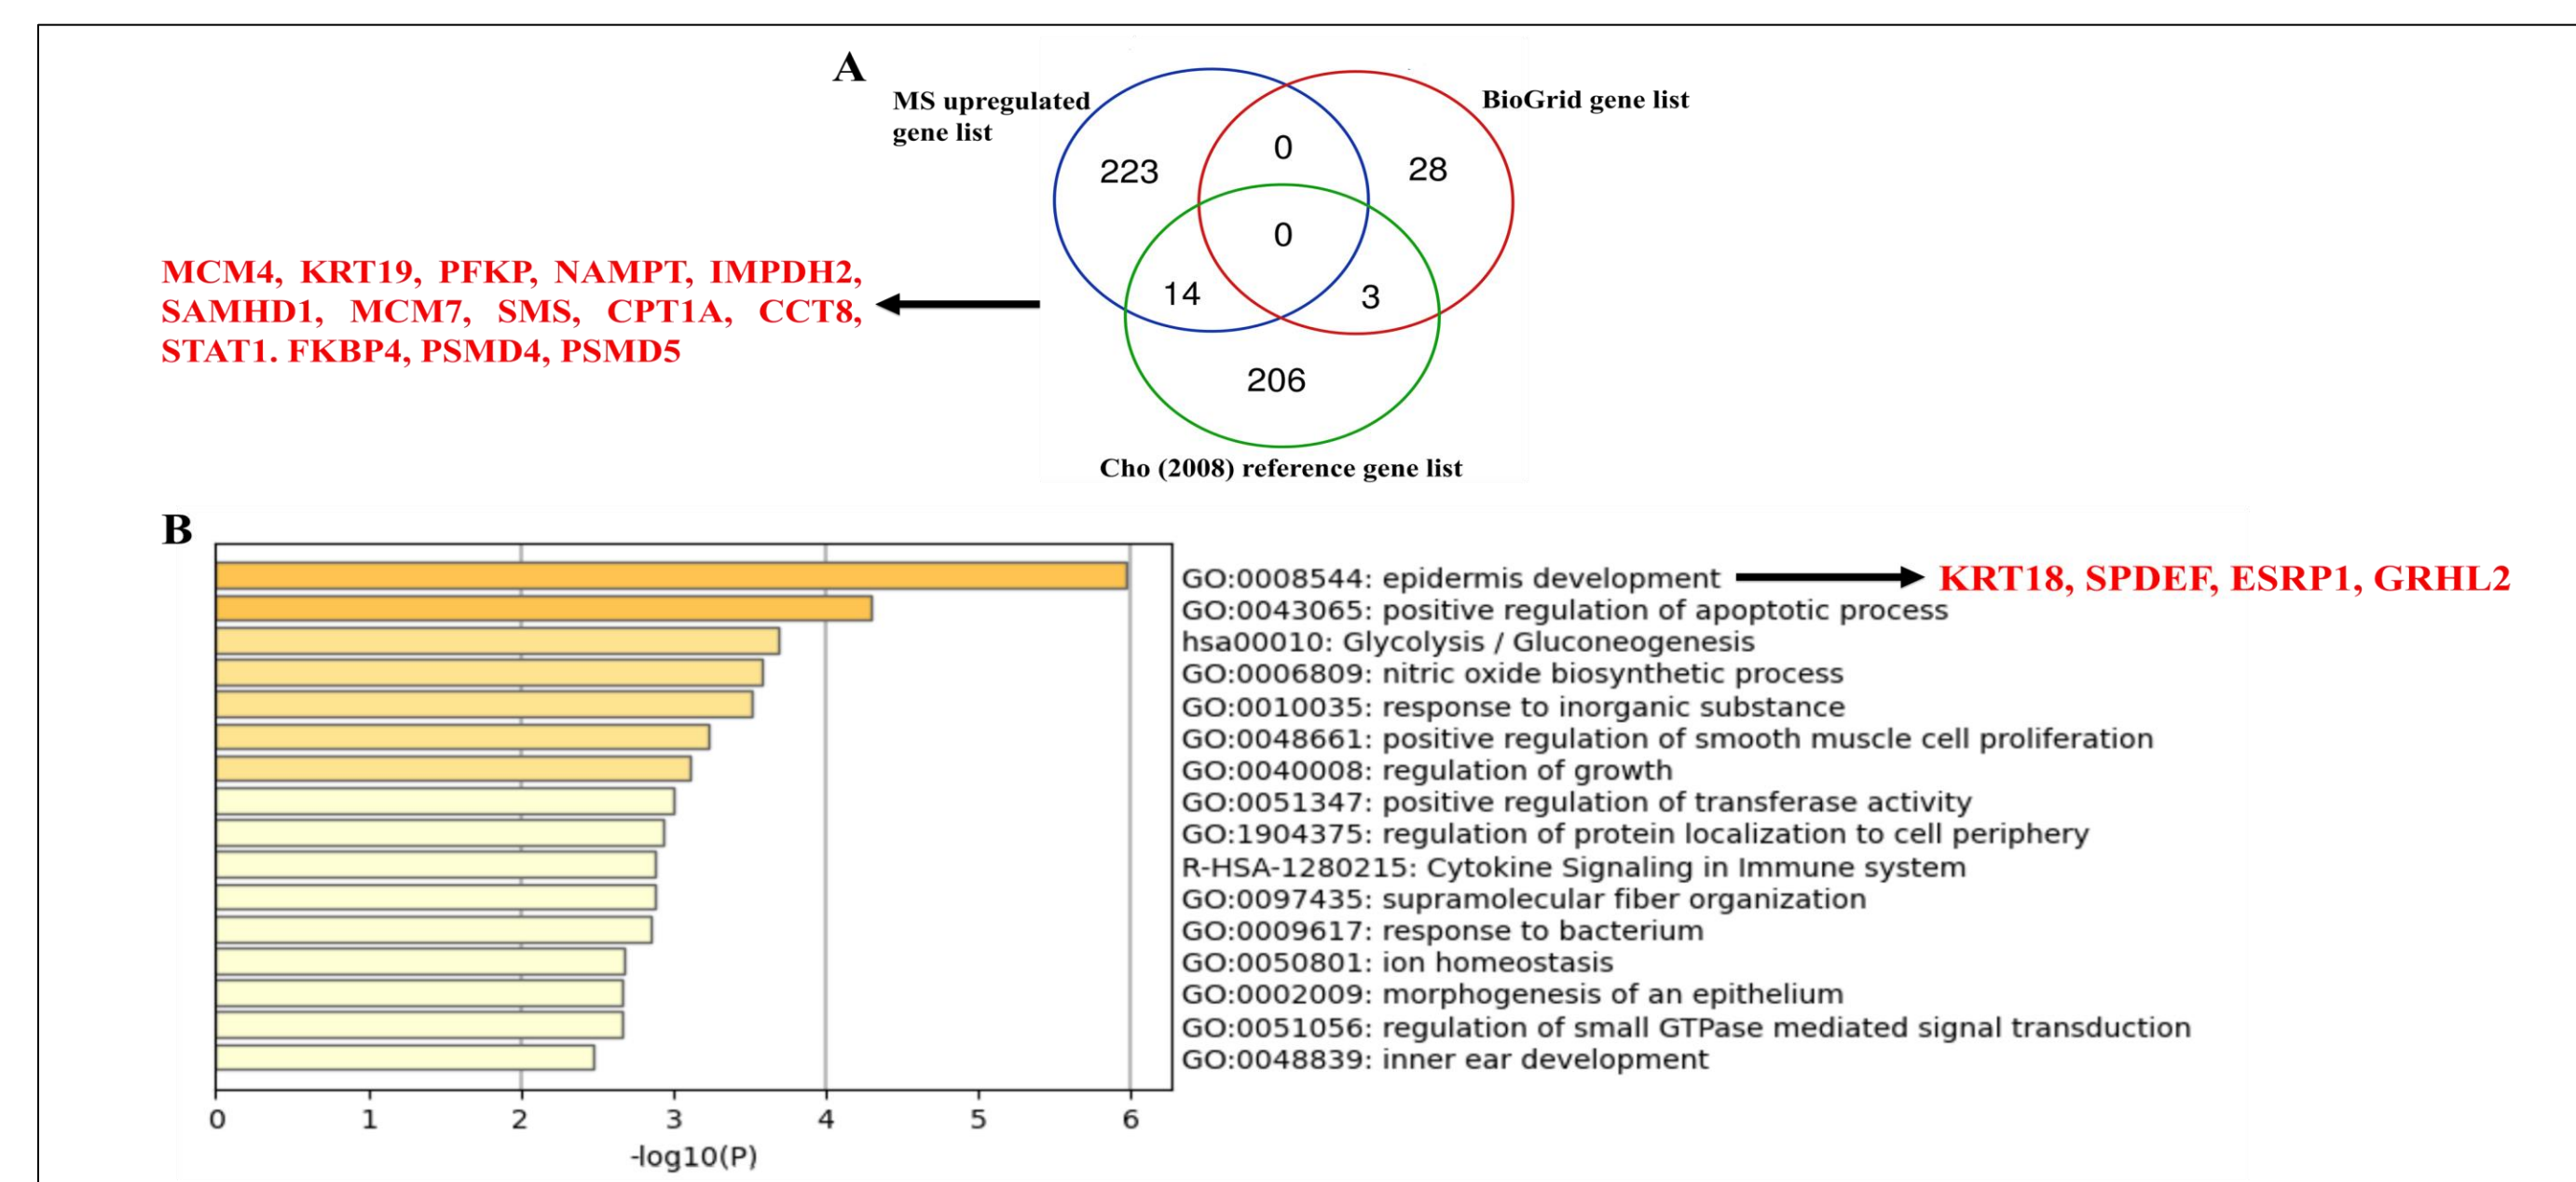 A
MS upregulated
gene list
BioGrid gene list
223
0
28
0
14
3
206
Cho (2008) reference gene list
MCM4, KRT19, PFKP, NAMPT, IMPDH2,
SAMHD1, MCM7, SMS, CPT1A, CCT8,
STAT1. FKBP4, PSMD4, PSMD5
B
GO:0008544: epidermis development
KRT18, SPDEF, ESRP1, GRHL2
GO:0043065: positive regulation of apoptotic process
hsa00010: Glycolysis / Gluconeogenesis
GO:0006809: nitric oxide biosynthetic process
GO:0010035: response to inorganic substance
GO:0048661: positive regulation of smooth muscle cell proliferation
GO:0040008: regulation of growth
GO:0051347: positive regulation of transferase activity
GO:1904375: regulation of protein localization to cell periphery
R-HSA-1280215: Cytokine Signaling in Immune system
GO:0097435: supramolecular fiber organization
GO:0009617: response to bacterium
GO:0050801: ion homeostasis
GO:0002009: morphogenesis of an epithelium
GO:0051056: regulation of small GTPase mediated signal transduction
GO:0048839: inner ear development
0 1 2 3 4 5 6
-log10(P)